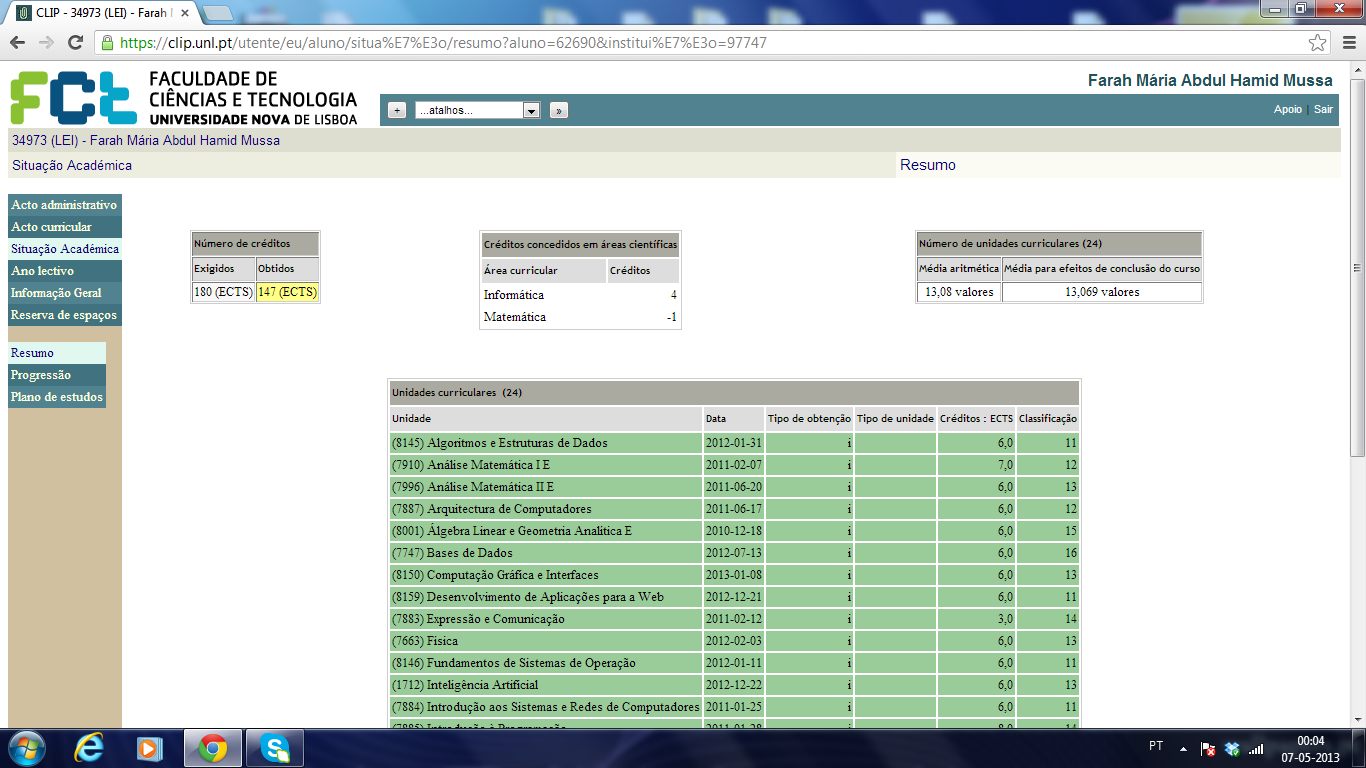 CLIP - 34973 (LEI) - Farah M
https://clip.unl.pt/utente/eu/aluno/situa%E7%E3o/resumo?aluno=62690&institui%E7%E3o=97747
FCT FACULDADE DE
CIÊNCIAS E TECNOLOGIA
UNIVERSIDADE NOVA DE LISBOA
Farah Mária Abdul Hamid Mussa
+ ...atalhos... » Apoio | Sair
34973 (LEI) - Farah Mária Abdul Hamid Mussa
Situação Académica Resumo
Acto administrativo
Acto curricular
Situação Académica
Ano lectivo
Informação Geral
Reserva de espaços
Resumo
Progressão
Plano de estudos
Número de créditos
Exigidos Obtidos
180 (ECTS) 147 (ECTS)
Créditos concedidos em áreas científicas
Área curricular Créditos
Informática 4
Matemática -1
Número de unidades curriculares (24)
Média aritmética Média para efeitos de conclusão do curso
13,08 valores 13,069 valores
Unidades curriculares (24)
Unidade Data Tipo de obtenção Tipo de unidade Créditos : ECTS Classificação
(8145) Algoritmos e Estruturas de Dados 2012-01-31 i 6,0 11
(7910) Análise Matemática I E 2011-02-07 i 7,0 12
(7996) Análise Matemática II E 2011-06-20 i 6,0 13
(7887) Arquitectura de Computadores 2011-06-17 i 6,0 12
(8001) Álgebra Linear e Geometria Analítica E 2010-12-18 i 6,0 15
(7747) Bases de Dados 2012-07-13 i 6,0 16
(8150) Computação Gráfica e Interfaces 2013-01-08 i 6,0 13
(8159) Desenvolvimento de Aplicações para a Web 2012-12-21 i 6,0 11
(7883) Expressão e Comunicação 2011-02-12 i 3,0 14
(7663) Física 2012-02-03 i 6,0 13
(8146) Fundamentos de Sistemas de Operação 2012-01-11 i 6,0 11
(1712) Inteligência Artificial 2012-12-22 i 6,0 13
(7884) Introdução aos Sistemas e Redes de Computadores 2011-01-25 i 6,0 11
(7885) Introdução à Programação 2011-01-28 i 8,0 14
PT 00:04
07-05-2013